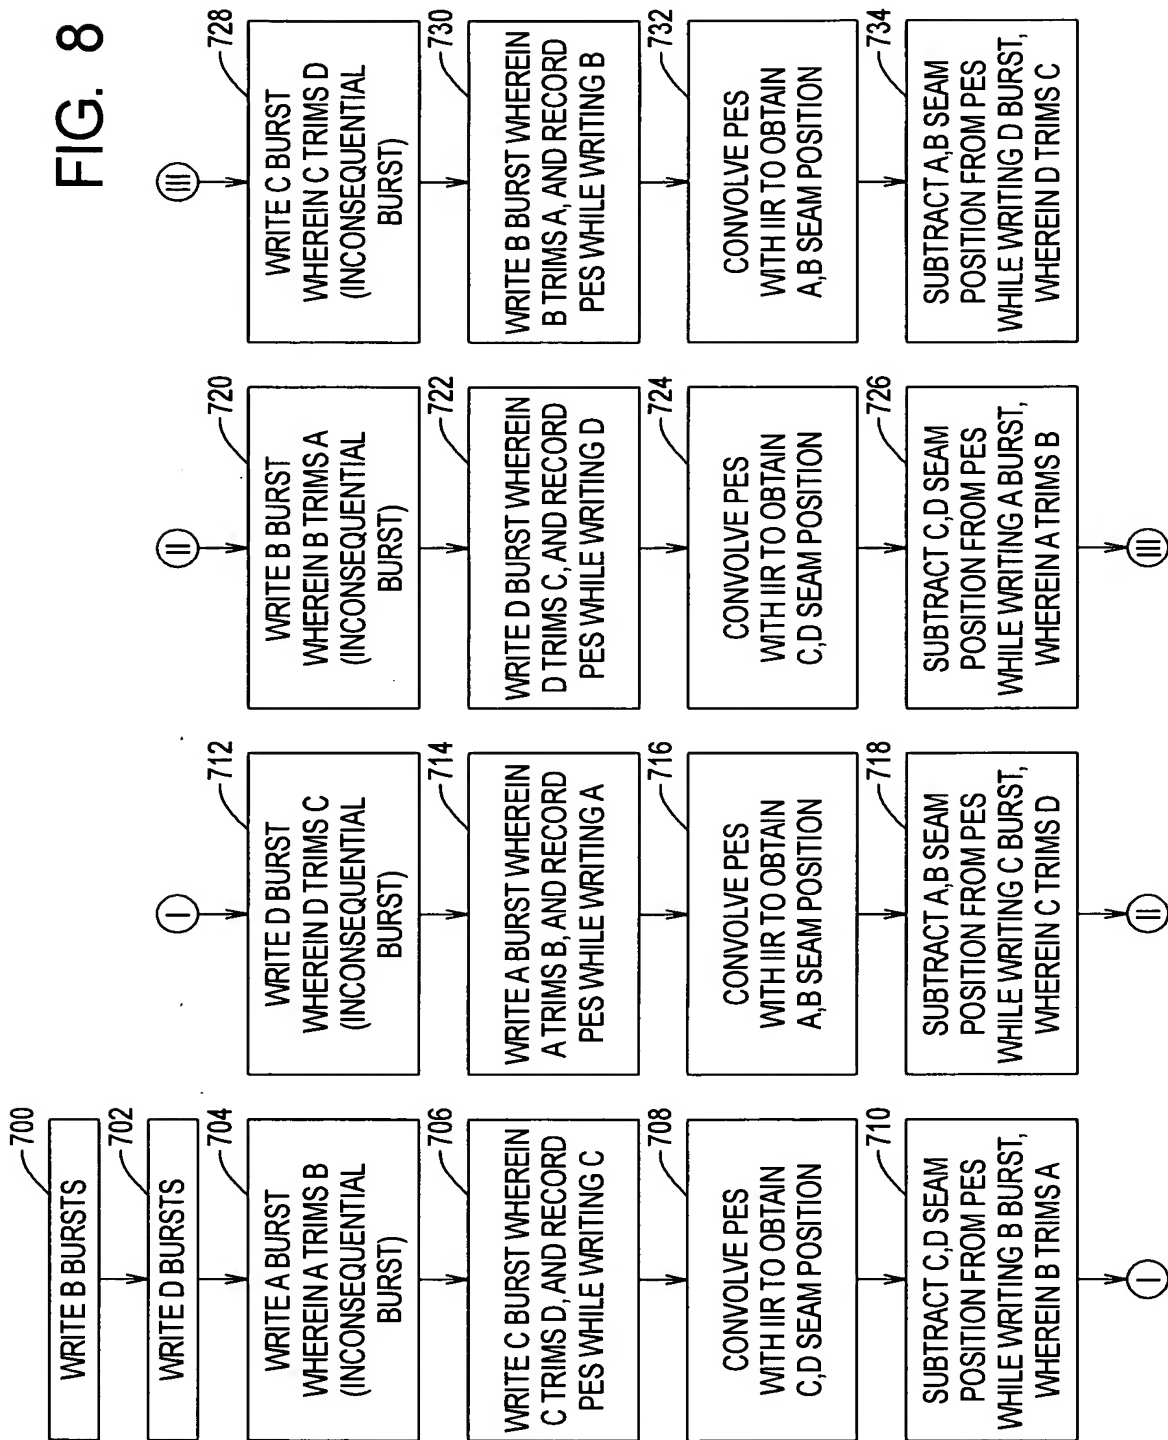 FIG. 8
700
WRITE B BURSTS
702
WRITE D BURSTS
704
WRITE A BURST
WHEREIN A TRIMS B
(INCONSEQUENTIAL
BURST)
706
WRITE C BURST WHEREIN
C TRIMS D, AND RECORD
PES WHILE WRITING C
708
CONVOLVE PES
WITH IIR TO OBTAIN
C,D SEAM POSITION
710
SUBTRACT C,D SEAM
POSITION FROM PES
WHILE WRITING B BURST,
WHEREIN B TRIMS A
I
I
712
WRITE D BURST
WHEREIN D TRIMS C
(INCONSEQUENTIAL
BURST)
714
WRITE A BURST WHEREIN
A TRIMS B, AND RECORD
PES WHILE WRITING A
716
CONVOLVE PES
WITH IIR TO OBTAIN
A,B SEAM POSITION
718
SUBTRACT A,B SEAM
POSITION FROM PES
WHILE WRITING C BURST,
WHEREIN C TRIMS D
II
II
720
WRITE B BURST
WHEREIN B TRIMS A
(INCONSEQUENTIAL
BURST)
722
WRITE D BURST WHEREIN
D TRIMS C, AND RECORD
PES WHILE WRITING D
724
CONVOLVE PES
WITH IIR TO OBTAIN
C,D SEAM POSITION
726
SUBTRACT C,D SEAM
POSITION FROM PES
WHILE WRITING A BURST,
WHEREIN A TRIMS B
III
III
728
WRITE C BURST
WHEREIN C TRIMS D
(INCONSEQUENTIAL
BURST)
730
WRITE B BURST WHEREIN
B TRIMS A, AND RECORD
PES WHILE WRITING B
732
CONVOLVE PES
WITH IIR TO OBTAIN
A,B SEAM POSITION
734
SUBTRACT A,B SEAM
POSITION FROM PES
WHILE WRITING D BURST,
WHEREIN D TRIMS C